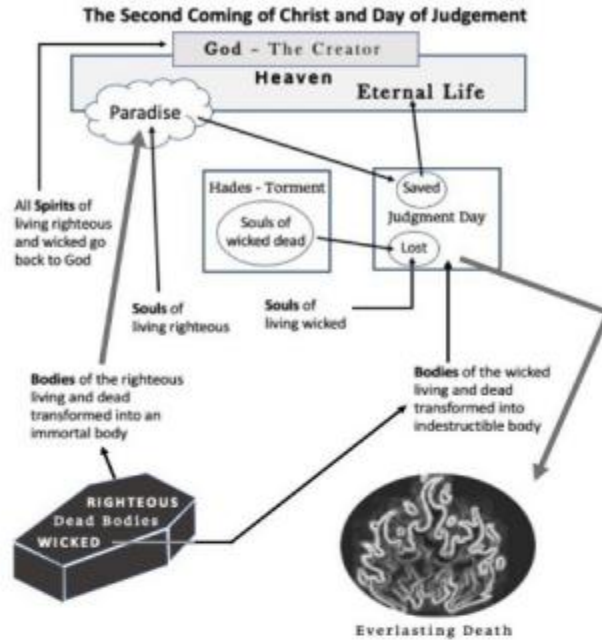 The Second Coming of Christ and Day of Judgement
God - The Creator
Heaven
Eternal Life
Paradise
Hades - Torment
Souls of
wicked dead
Saved
Judgment Day
Lost
All Spirits of
living righteous
and wicked go
back to God
Souls of
living righteous
Souls of
living wicked
Bodies of the righteous
living and dead
transformed into an
immortal body
Bodies of the wicked
living and dead
transformed into
indestructible body
RIGHTEOUS
Dead Bodies
WICKED
Everlasting Death